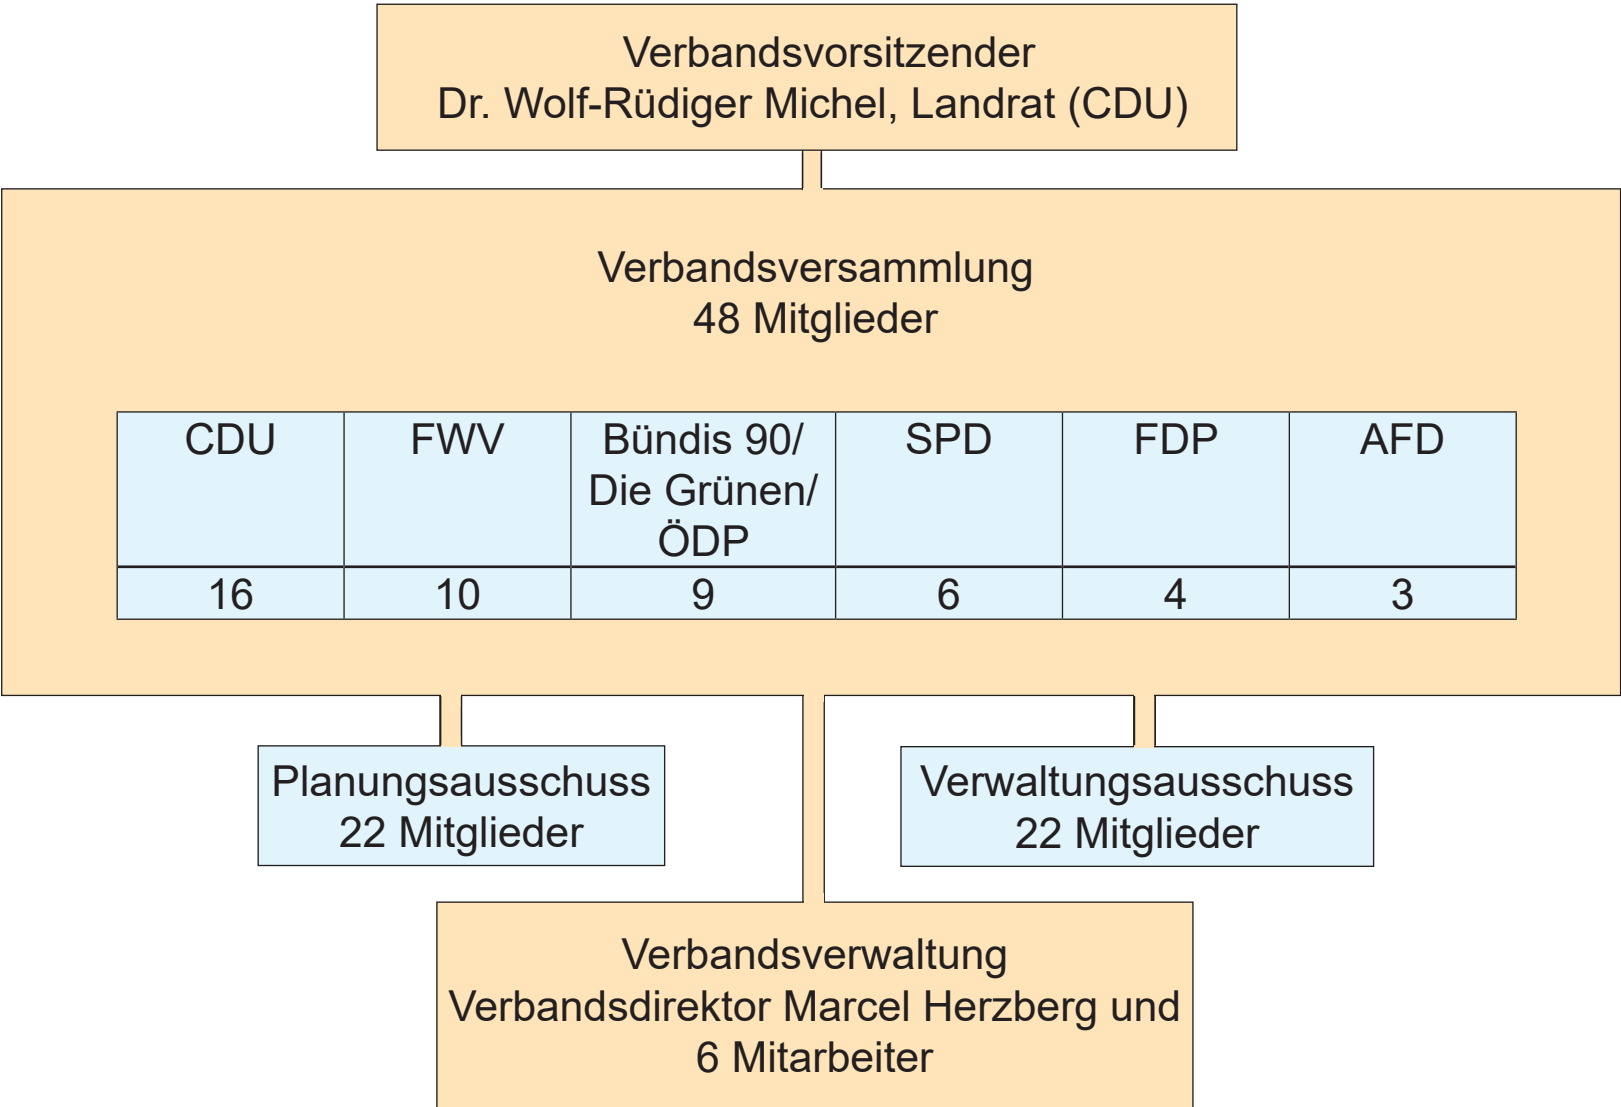 Verbandsvorsitzender
Dr. Wolf-Rüdiger Michel, Landrat (CDU)
Verbandsversammlung
48 Mitglieder
CDU
FWV
Bündis 90/
Die Grünen/
ÖDP
SPD
FDP
AFD
16
10
9
6
4
3
Planungsausschuss
22 Mitglieder
Verwaltungsausschuss
22 Mitglieder
Verbandsverwaltung
Verbandsdirektor Marcel Herzberg und
6 Mitarbeiter